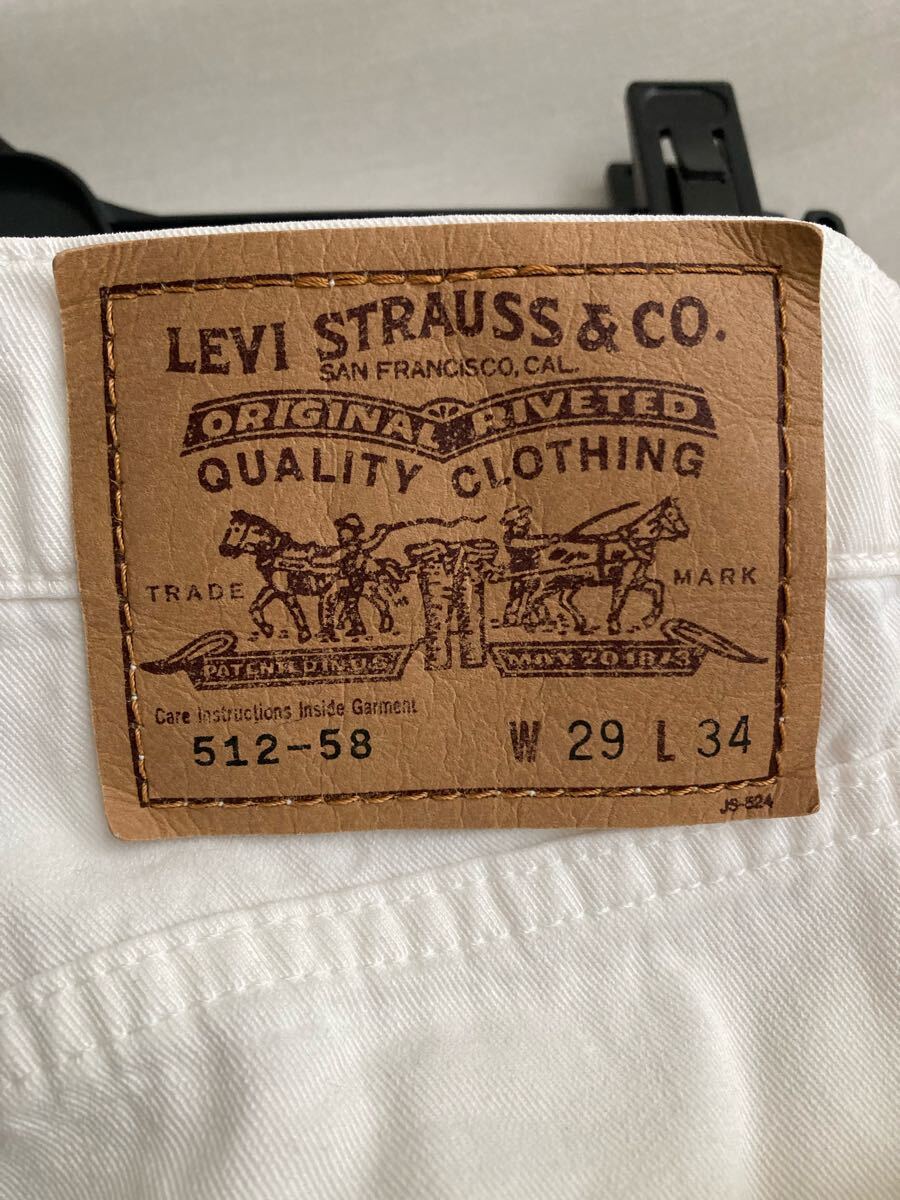 LEVI STRAUSS & CO.
SAN FRANCISCO, CAL.
ORIGINAL RIVETED
QUALITY CLOTHING
TRADE MARK
PATENTED IN U.S. MAY 20 1873
Care Instructions Inside Garment
512-58 W 29 L 34
JS-524